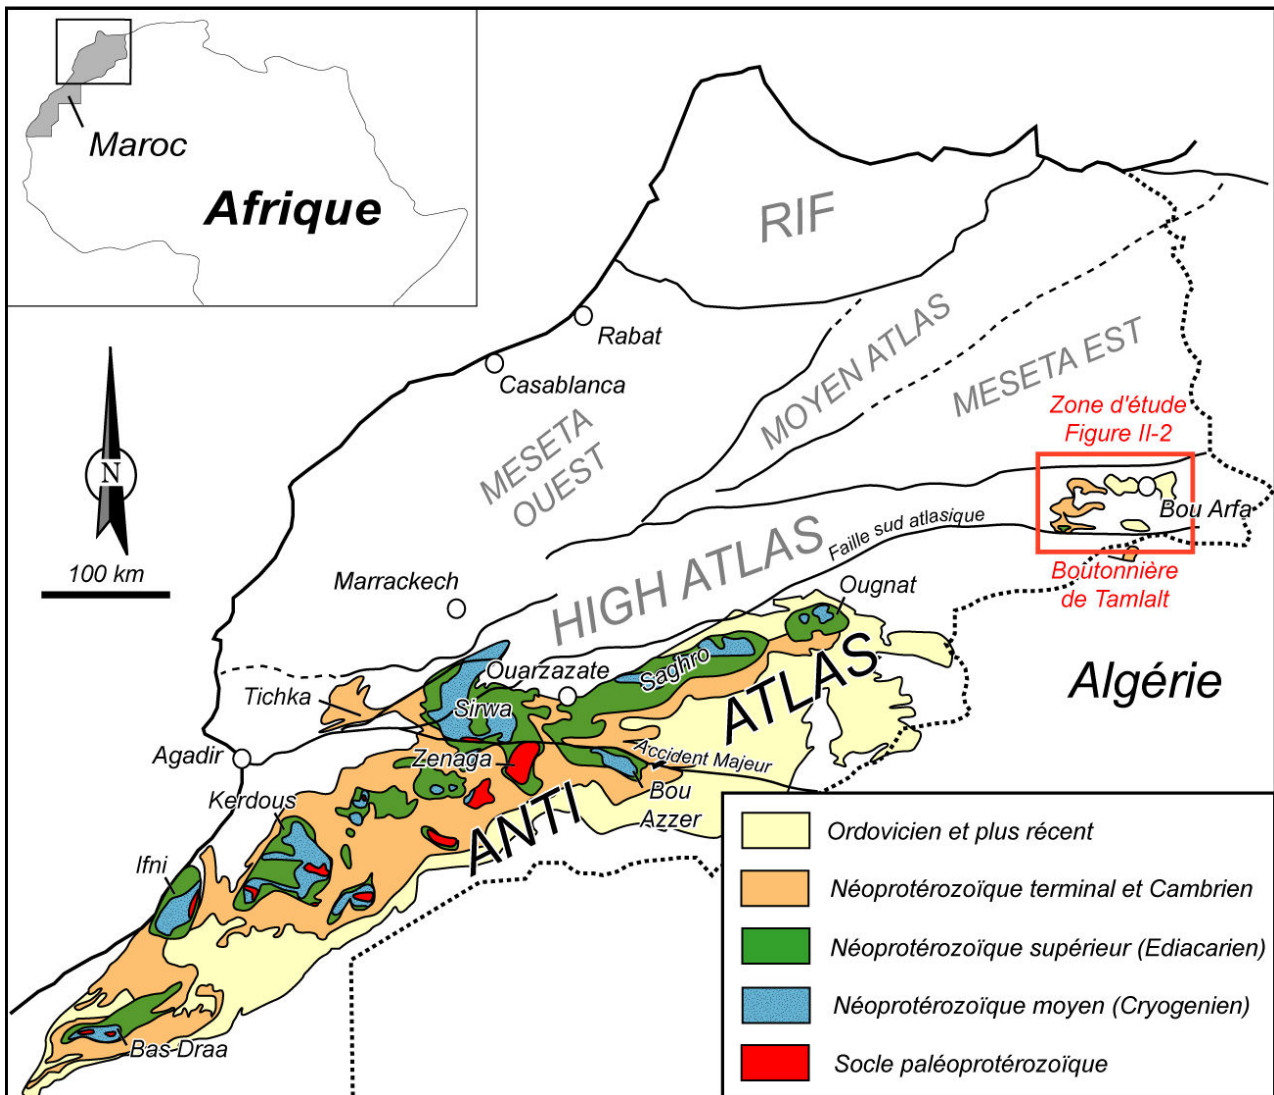 Maroc
Afrique
RIF
Rabat
Casablanca
MOYEN ATLAS
MESETA EST
MESETA
OUEST
Zone d'étude
Figure II-2
Bou Arfa
N
100 km
HIGH ATLAS
Faille sud atlasique
Boutonnière
de Tamlalt
Marrackech
Ougnat
Ouarzazate
Saghro
Algérie
Tichka
Sirwa
ANTI ATLAS
Agadir
Zenaga
Accident Majeur
Kerdous
Bou
Azzer
Ifni
Bas Draa
Ordovicien et plus récent
Néoprotérozoïque terminal et Cambrien
Néoprotérozoïque supérieur (Ediacarien)
Néoprotérozoïque moyen (Cryogenien)
Socle paléoprotérozoïque